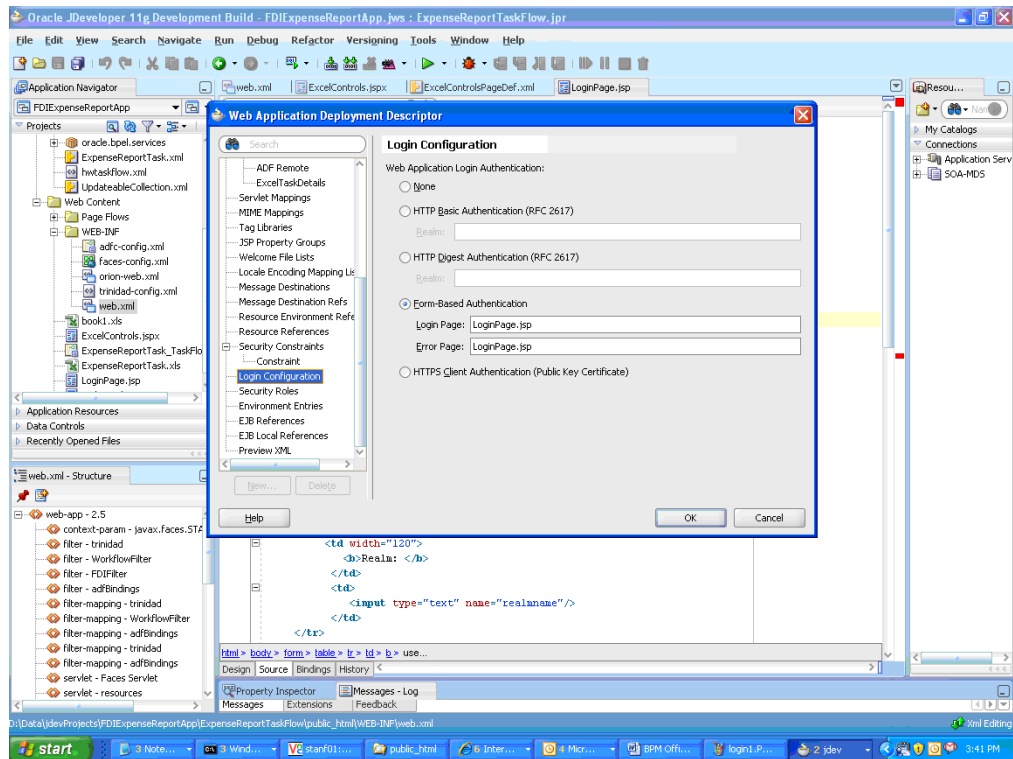 Oracle JDeveloper 11g Development Build - FDIExpenseReportApp.jws : ExpenseReportTaskFlow.jpr
File Edit View Search Navigate Run Debug Refactor Versioning Tools Window Help
Application Navigator
web.xml ExcelControls.jspx ExcelControlsPageDef.xml LoginPage.jsp
Resou...
FDIExpenseReportApp
Nam
Projects
My Catalogs
Connections
Application Serv
SOA-MDS
oracle.bpel.services
ExpenseReportTask.xml
hwtaskflow.xml
UpdateableCollection.xml
Web Content
Page Flows
WEB-INF
adfc-config.xml
faces-config.xml
orion-web.xml
trinidad-config.xml
web.xml
book1.xls
ExcelControls.jspx
ExpenseReportTask_TaskFlo
ExpenseReportTask.xls
LoginPage.jsp
Application Resources
Data Controls
Recently Opened Files
web.xml - Structure
web-app - 2.5
context-param - javax.faces.STA
filter - trinidad
filter - WorkflowFilter
filter - FDIFilter
filter - adfBindings
filter-mapping - trinidad
filter-mapping - WorkflowFilter
filter-mapping - adfBindings
filter-mapping - trinidad
filter-mapping - adfBindings
servlet - Faces Servlet
servlet - resources
Web Application Deployment Descriptor
Search
ADF Remote
ExcelTaskDetails
Servlet Mappings
MIME Mappings
Tag Libraries
JSP Property Groups
Welcome File Lists
Locale Encoding Mapping Lis
Message Destinations
Message Destination Refs
Resource Environment Refe
Resource References
Security Constraints
Constraint
Login Configuration
Security Roles
Environment Entries
EJB References
EJB Local References
Preview XML
New... Delete
Login Configuration
Web Application Login Authentication:
None
HTTP Basic Authentication (RFC 2617)
Realm:
HTTP Digest Authentication (RFC 2617)
Realm:
Form-Based Authentication
Login Page: LoginPage.jsp
Error Page: LoginPage.jsp
HTTPS Client Authentication (Public Key Certificate)
Help OK Cancel
<td width="120">
<b>Realm: </b>
</td>
<td>
<input type="text" name="realmname"/>
</td>
</tr>
html > body > form > table > tr > td > b > use...
Design Source Bindings History
Property Inspector Messages - Log
Messages Extensions Feedback
D:\Data\jdevProjects\FDIExpenseReportApp\ExpenseReportTaskFlow\public_html\WEB-INF\web.xml
Xml Editing
start 3 Note... 3 Wind... stanf01:... public_html 6 Inter... 4 Micr... BPM Offi... login1.P... 2 jdev 3:41 PM